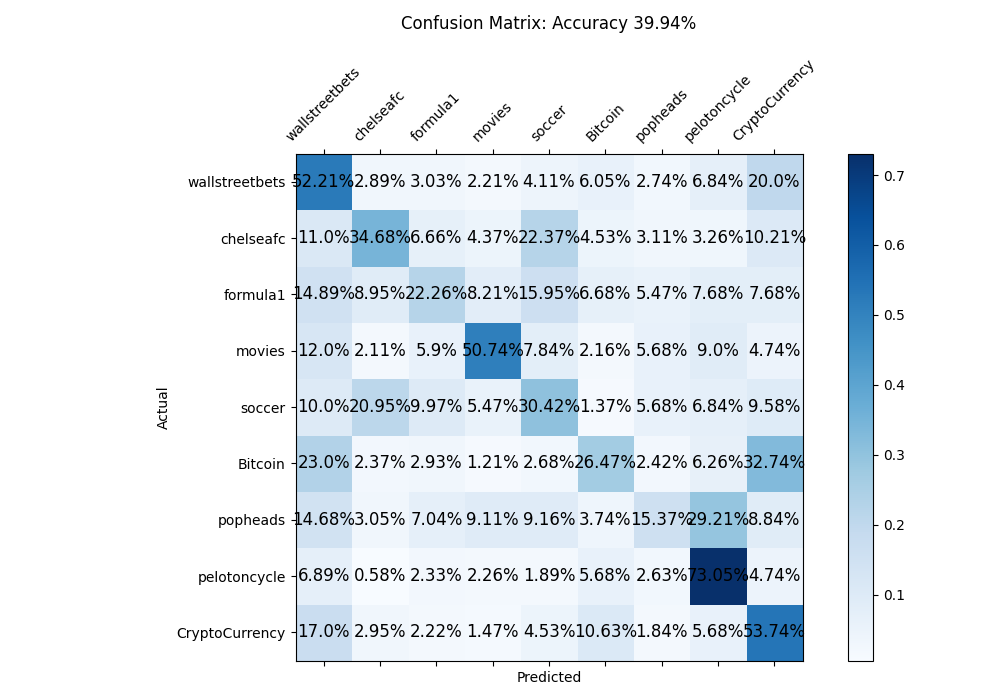 Confusion Matrix: Accuracy 39.94%
wallstreetbets chelseafc formula1 movies soccer Bitcoin popheads pelotoncycle CryptoCurrency
wallstreetbets 52.21% 2.89% 3.03% 2.21% 4.11% 6.05% 2.74% 6.84% 20.0%
chelseafc 11.0% 34.68% 6.66% 4.37% 22.37% 4.53% 3.11% 3.26% 10.21%
formula1 14.89% 8.95% 22.26% 8.21% 15.95% 6.68% 5.47% 7.68% 7.68%
movies 12.0% 2.11% 5.9% 50.74% 7.84% 2.16% 5.68% 9.0% 4.74%
soccer 10.0% 20.95% 9.97% 5.47% 30.42% 1.37% 5.68% 6.84% 9.58%
Bitcoin 23.0% 2.37% 2.93% 1.21% 2.68% 26.47% 2.42% 6.26% 32.74%
popheads 14.68% 3.05% 7.04% 9.11% 9.16% 3.74% 15.37% 29.21% 8.84%
pelotoncycle 6.89% 0.58% 2.33% 2.26% 1.89% 5.68% 2.63% 73.05% 4.74%
CryptoCurrency 17.0% 2.95% 2.22% 1.47% 4.53% 10.63% 1.84% 5.68% 53.74%
Actual
Predicted
0.7
0.6
0.5
0.4
0.3
0.2
0.1